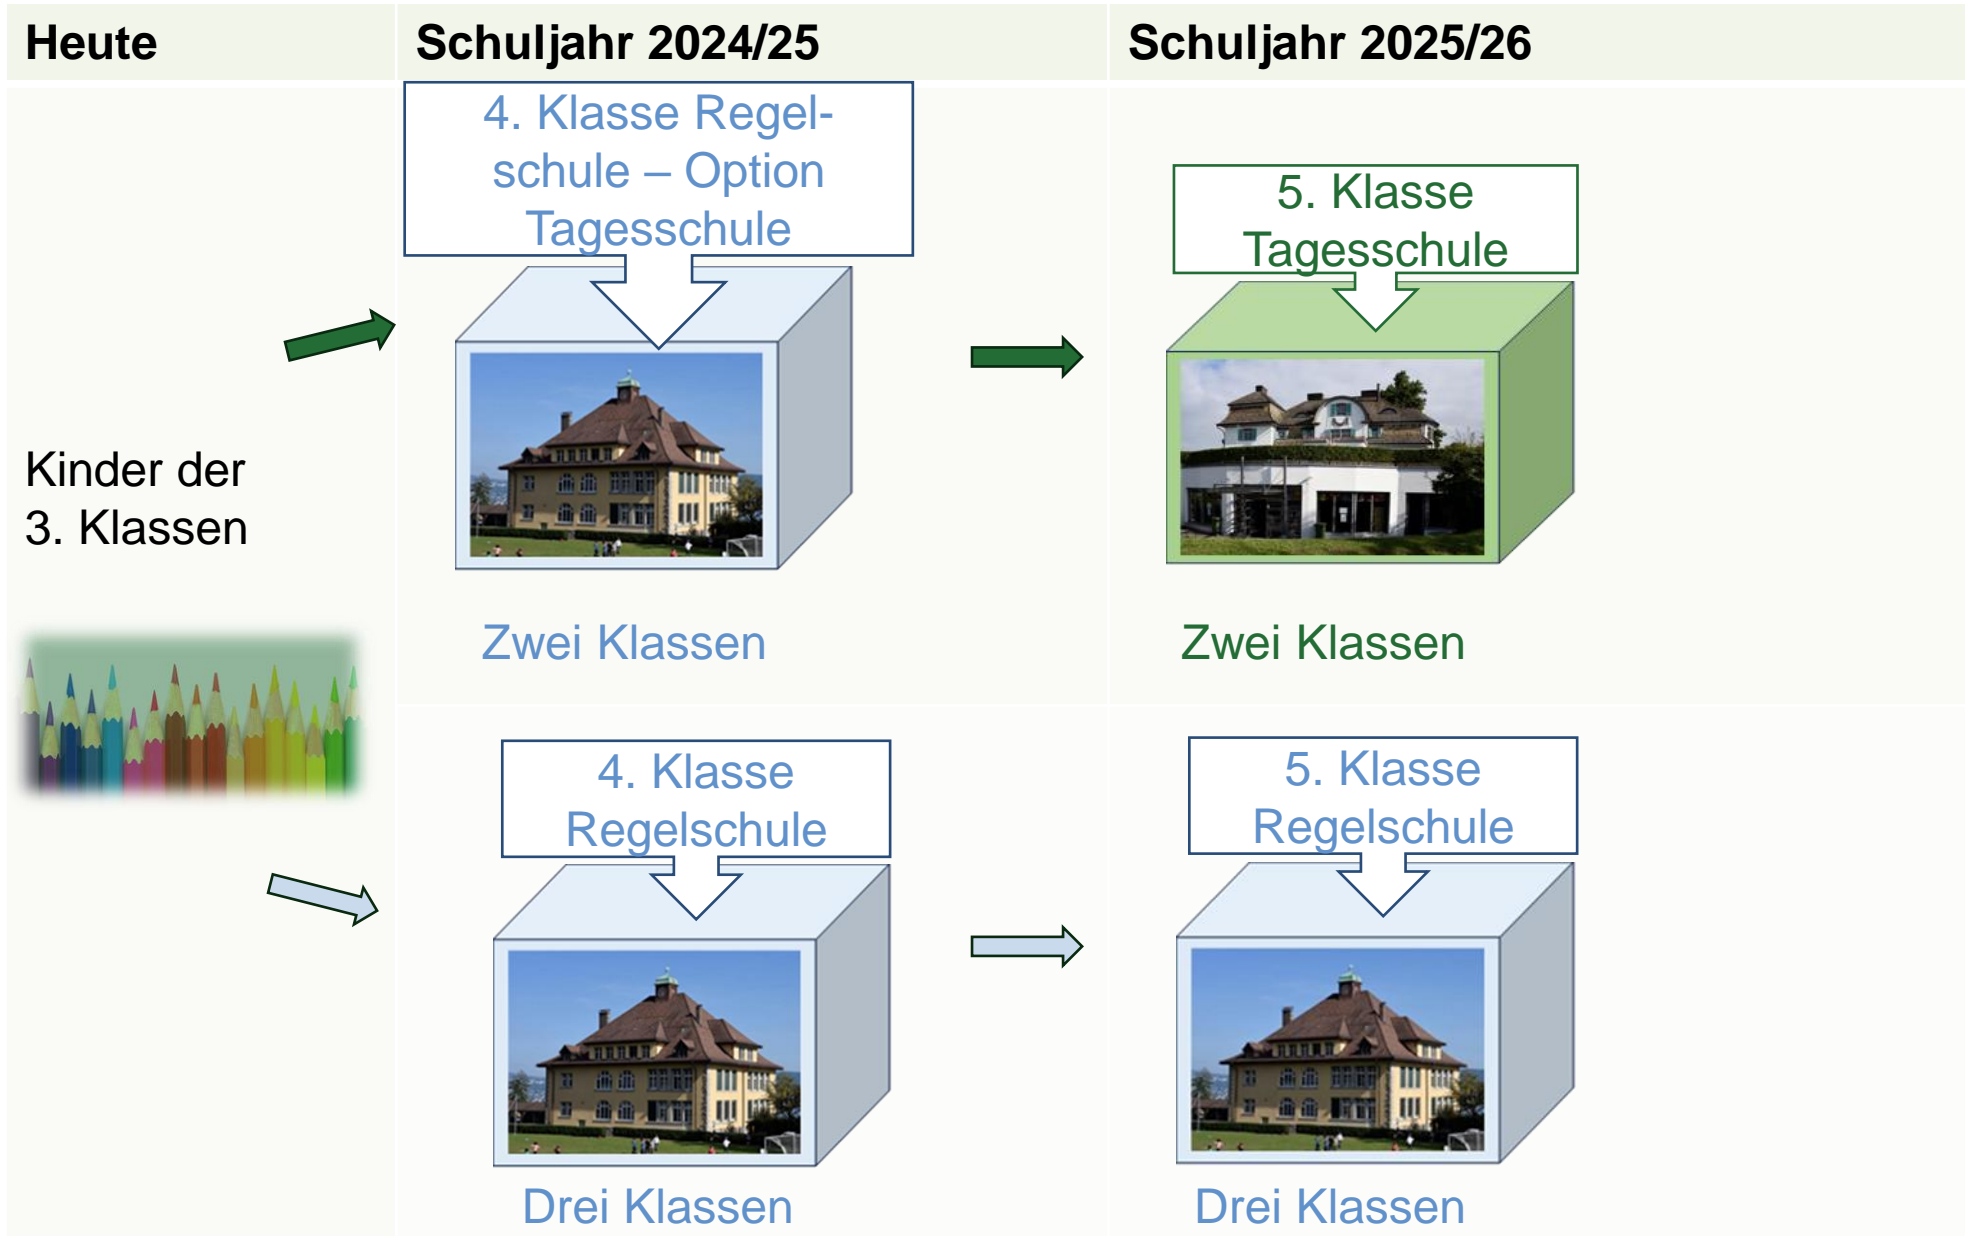 Heute
Schuljahr 2024/25
Schuljahr 2025/26
4. Klasse Regel-
schule – Option
Tagesschule
5. Klasse
Tagesschule
Kinder der
3. Klassen
Zwei Klassen
Zwei Klassen
4. Klasse
Regelschule
5. Klasse
Regelschule
Drei Klassen
Drei Klassen